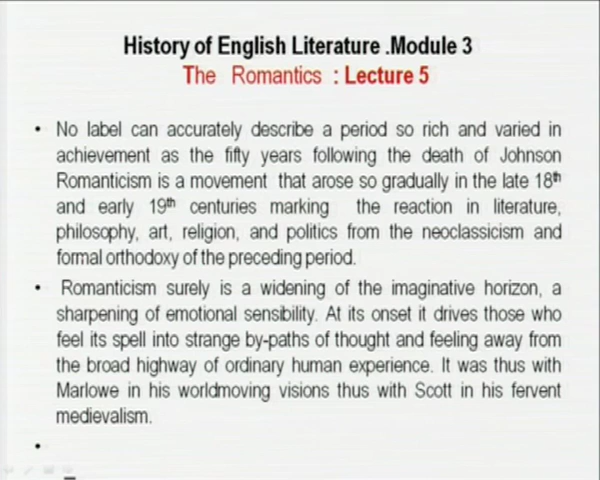 History of English Literature .Module 3
The Romantics : Lecture 5
• No label can accurately describe a period so rich and varied in
achievement as the fifty years following the death of Johnson
Romanticism is a movement that arose so gradually in the late 18th
and early 19th centuries marking the reaction in literature,
philosophy, art, religion, and politics from the neoclassicism and
formal orthodoxy of the preceding period.
• Romanticism surely is a widening of the imaginative horizon, a
sharpening of emotional sensibility. At its onset it drives those who
feel its spell into strange by-paths of thought and feeling away from
the broad highway of ordinary human experience. It was thus with
Marlowe in his worldmoving visions thus with Scott in his fervent
medievalism.
•